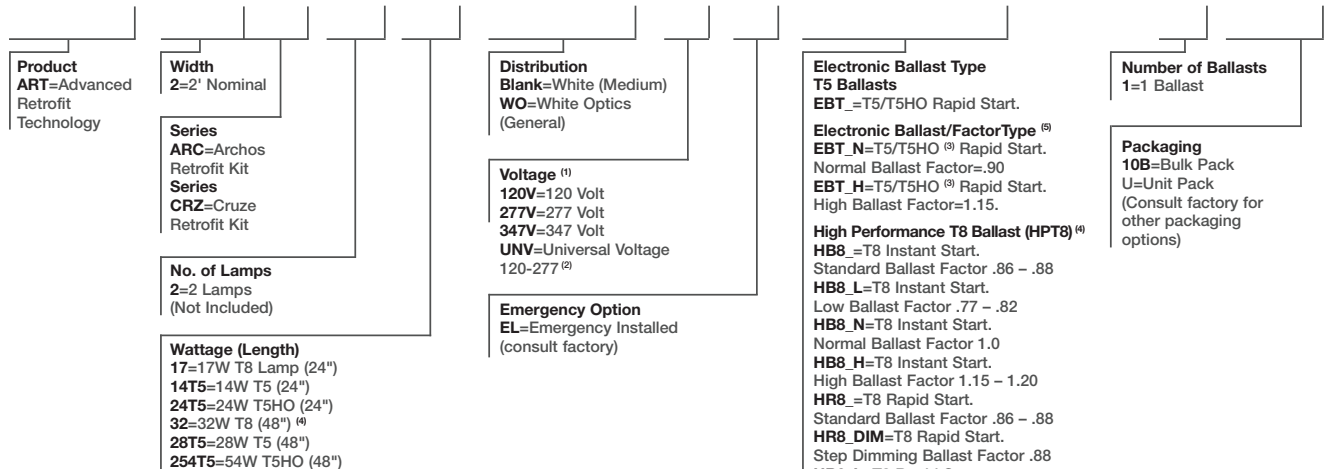 Product
ART=Advanced
Retrofit
Technology
Width
2=2' Nominal
Series
ARC=Archos
Retrofit Kit
Series
CRZ=Cruze
Retrofit Kit
No. of Lamps
2=2 Lamps
(Not Included)
Wattage (Length)
17=17W T8 Lamp (24")
14T5=14W T5 (24")
24T5=24W T5HO (24")
32=32W T8 (48") (4)
28T5=28W T5 (48")
254T5=54W T5HO (48")
Distribution
Blank=White (Medium)
WO=White Optics
(General)
Voltage (1)
120V=120 Volt
277V=277 Volt
347V=347 Volt
UNV=Universal Voltage
120-277 (2)
Emergency Option
EL=Emergency Installed
(consult factory)
Electronic Ballast Type
T5 Ballasts
EBT_=T5/T5HO Rapid Start.
Electronic Ballast/FactorType (5)
EBT_N=T5/T5HO (3) Rapid Start.
Normal Ballast Factor=.90
EBT_H=T5/T5HO (3) Rapid Start.
High Ballast Factor=1.15.
High Performance T8 Ballast (HPT8) (4)
HB8_=T8 Instant Start.
Standard Ballast Factor .86 – .88
HB8_L=T8 Instant Start.
Low Ballast Factor .77 – .82
HB8_N=T8 Instant Start.
Normal Ballast Factor 1.0
HB8_H=T8 Instant Start.
High Ballast Factor 1.15 – 1.20
HR8_=T8 Rapid Start.
Standard Ballast Factor .86 – .88
HR8_DIM=T8 Rapid Start.
Step Dimming Ballast Factor .88
Number of Ballasts
1=1 Ballast
Packaging
10B=Bulk Pack
U=Unit Pack
(Consult factory for
other packaging
options)